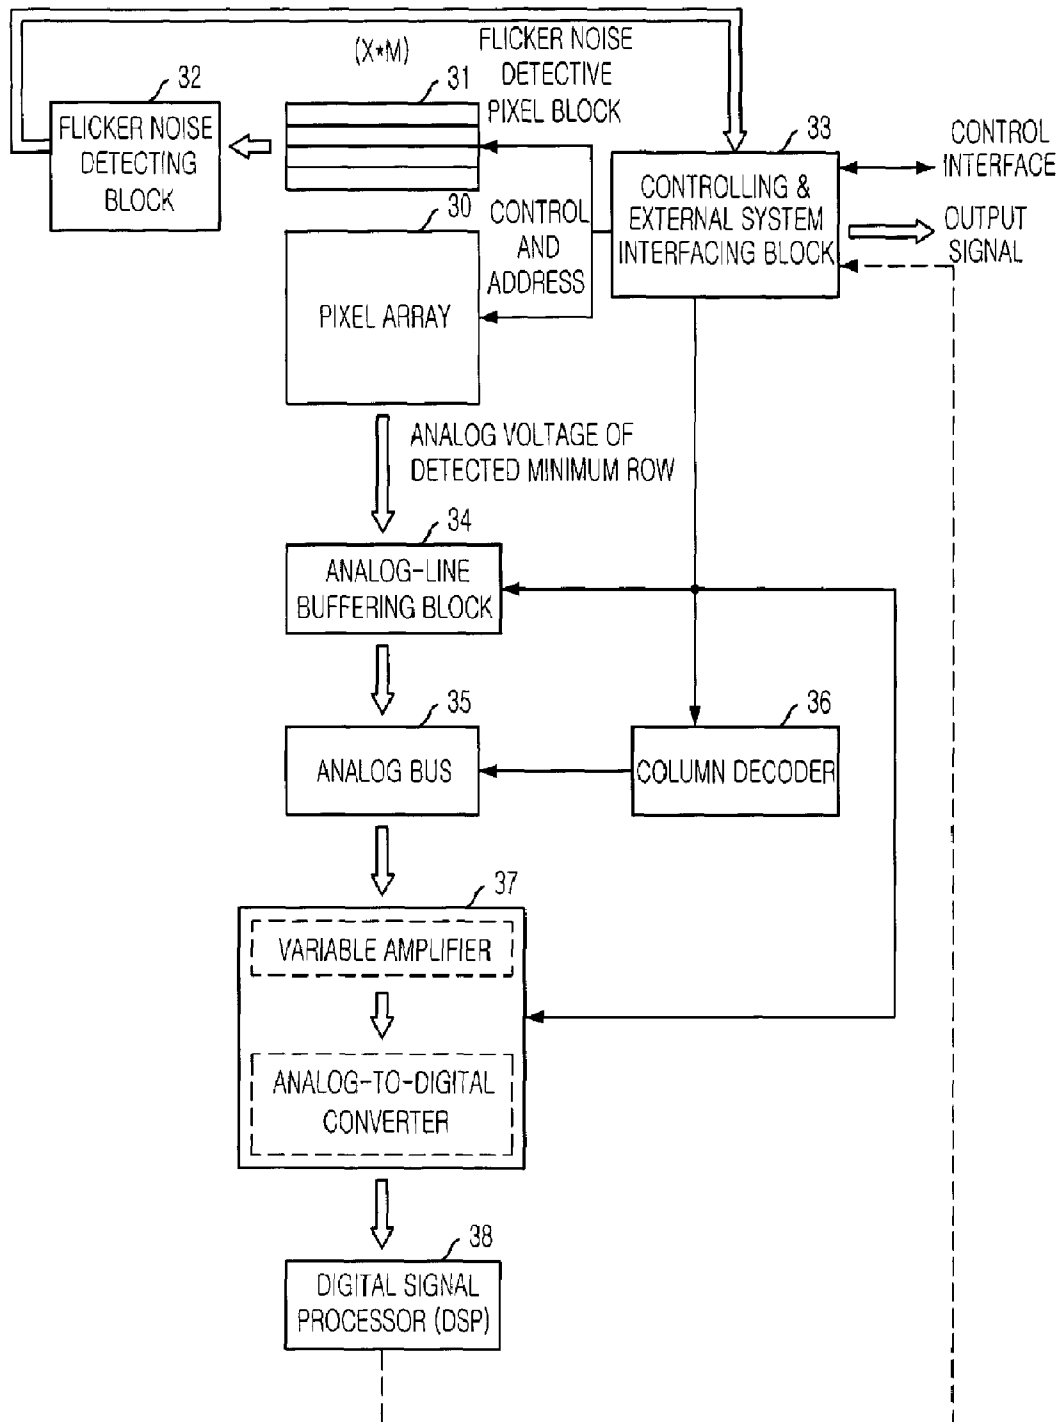 (X*M)
FLICKER NOISE
DETECTIVE
PIXEL BLOCK
32
31
FLICKER NOISE
DETECTING
BLOCK
33
CONTROL
INTERFACE
CONTROLLING &
EXTERNAL SYSTEM
INTERFACING BLOCK
OUTPUT
SIGNAL
30
CONTROL
AND
ADDRESS
PIXEL ARRAY
ANALOG VOLTAGE OF
DETECTED MINIMUM ROW
34
ANALOG-LINE
BUFFERING BLOCK
35
36
ANALOG BUS
COLUMN DECODER
37
VARIABLE AMPLIFIER
ANALOG-TO-DIGITAL
CONVERTER
38
DIGITAL SIGNAL
PROCESSOR (DSP)